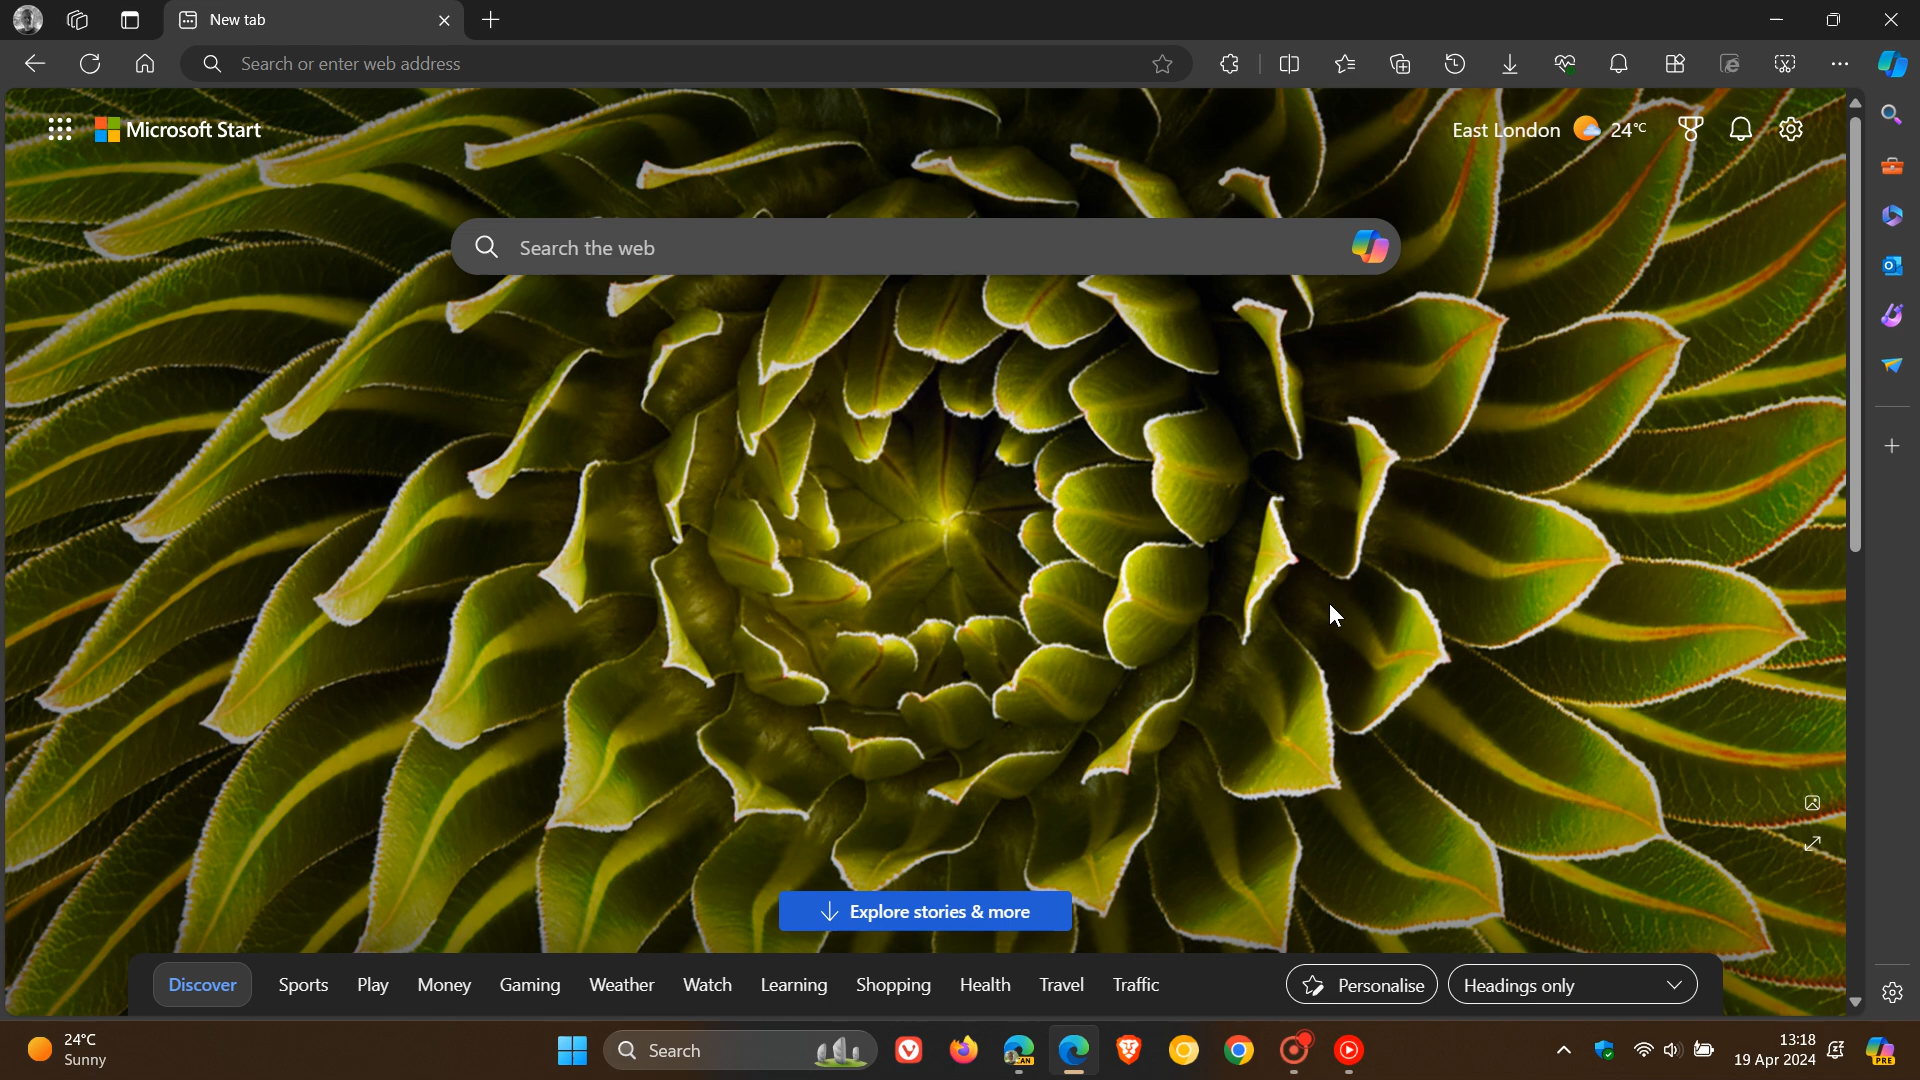 New tab
Search or enter web address
Microsoft Start
East London 24°C
Search the web
Explore stories & more
Discover Sports Play Money Gaming Weather Watch Learning Shopping Health Travel Traffic Personalise Headings only
24°C
Sunny
Search
CAN
13:18
19 Apr 2024
PRE